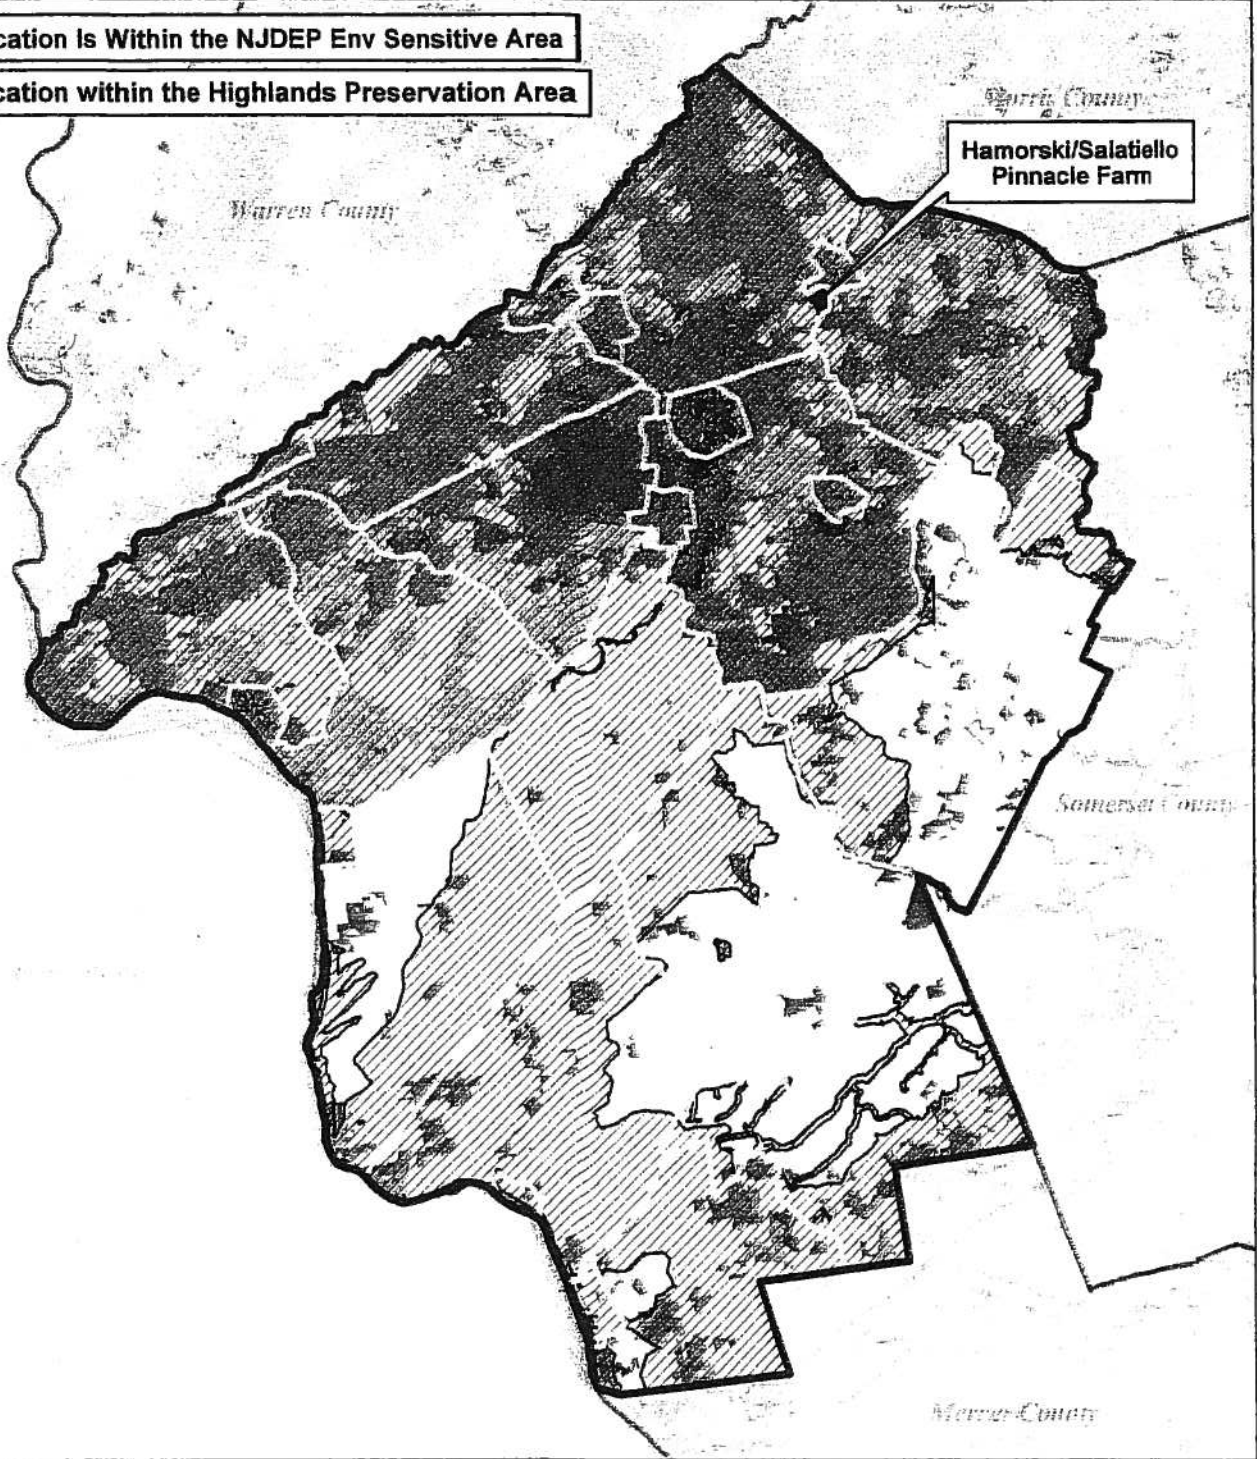 cation Is Within the NJDEP Env Sensitive Area
cation within the Highlands Preservation Area
Morris County
Hamorski/Salatiello
Pinnacle Farm
Warren County
Somerset County
Mercer County